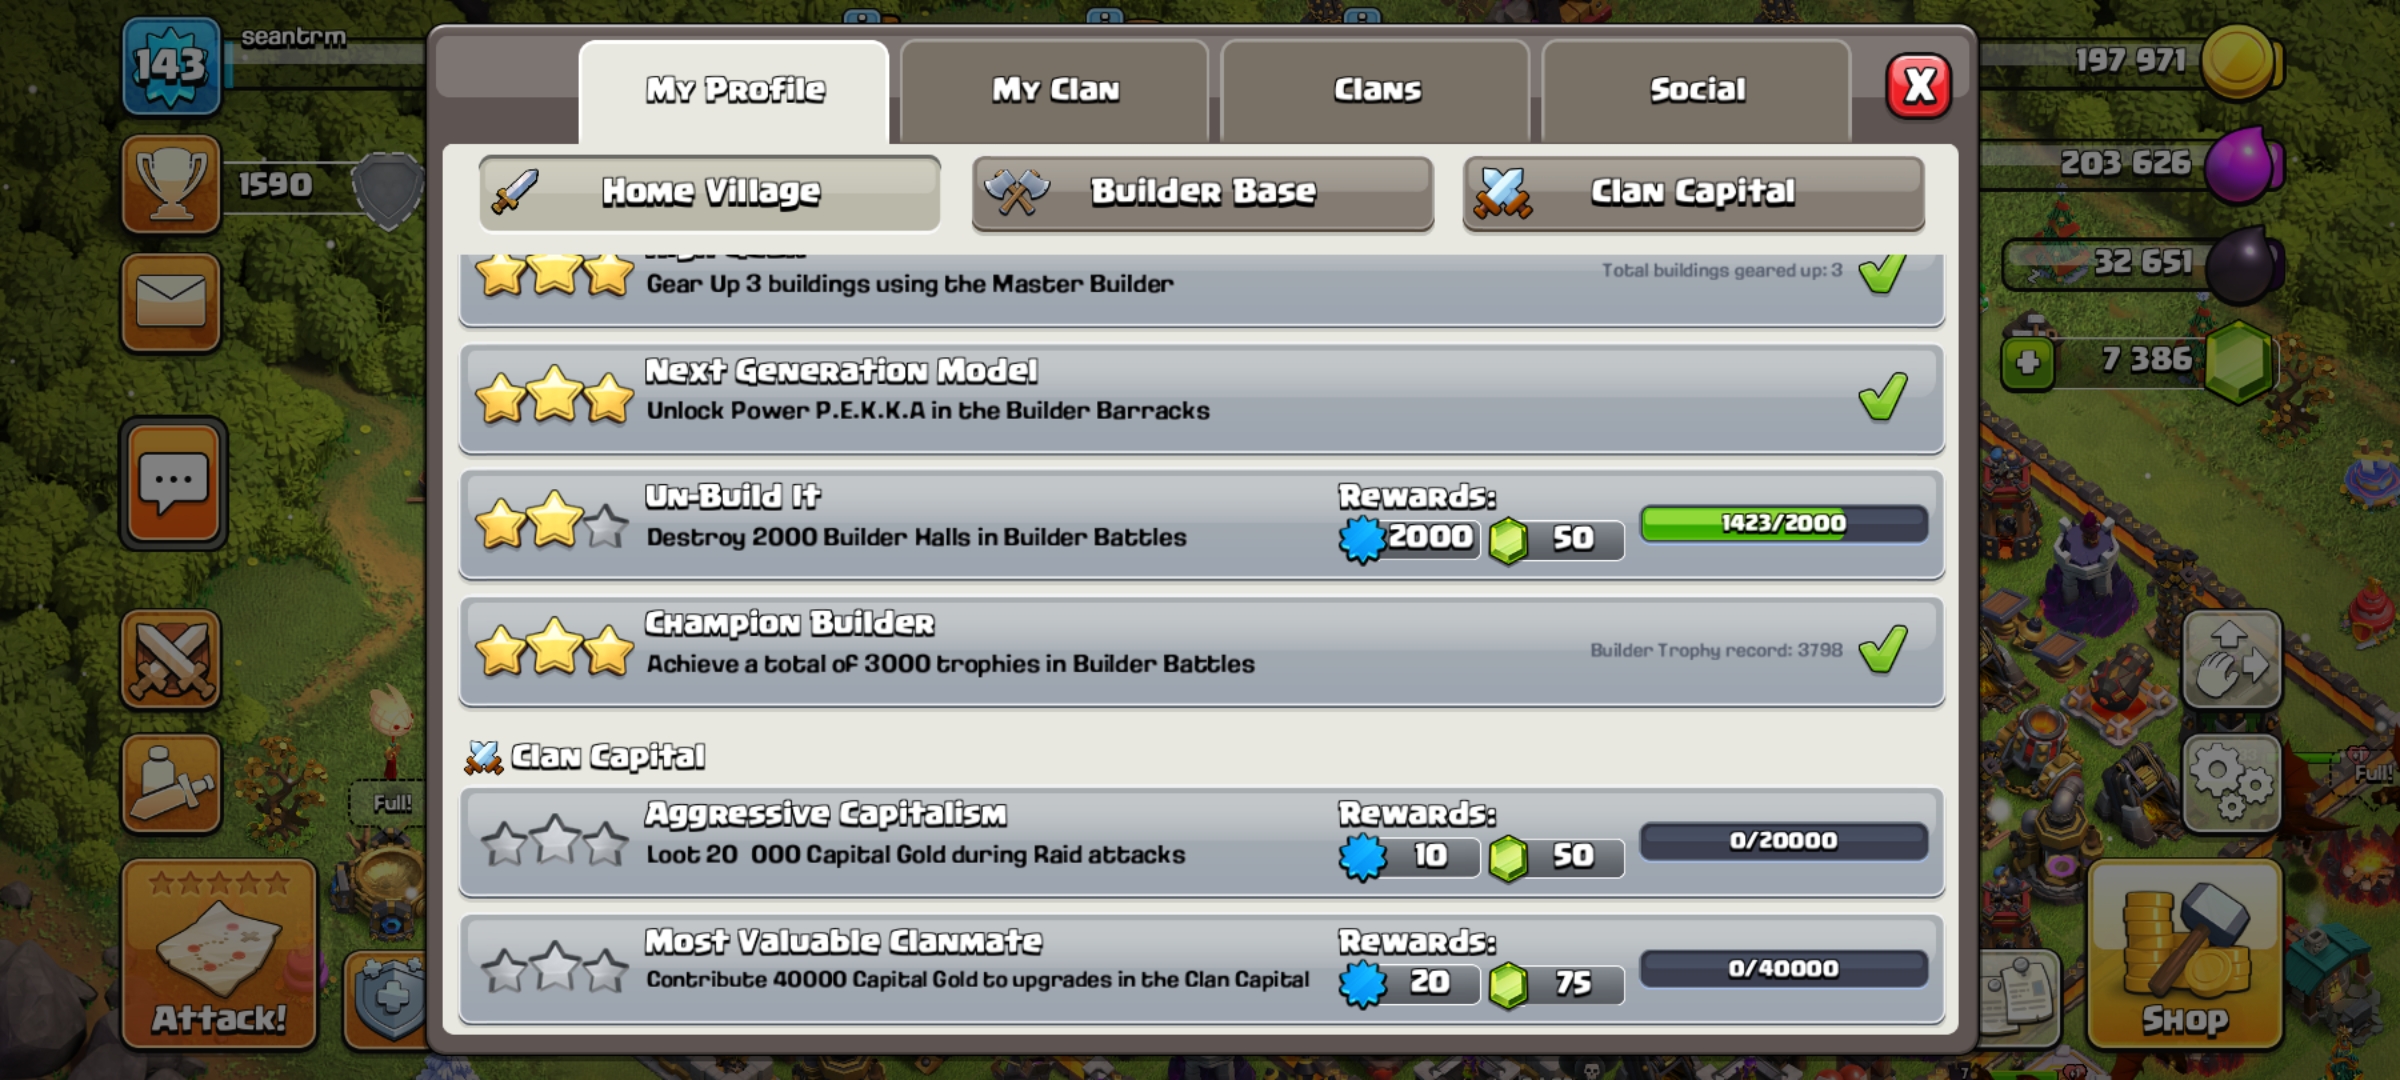 143
seantrm
My Profile
My Clan
Clans
Social
X
197 971
1590
Home Village
Builder Base
Clan Capital
203 626
Gear Up 3 buildings using the Master Builder
Total buildings geared up: 3
32 651
Next Generation Model
Unlock Power P.E.K.K.A in the Builder Barracks
7 386
Un-Build It
Destroy 2000 Builder Halls in Builder Battles
Rewards:
2000
50
1423/2000
Champion Builder
Achieve a total of 3000 trophies in Builder Battles
Builder Trophy record: 3798
Clan Capital
Full!
Full!
Aggressive Capitalism
Loot 20 000 Capital Gold during Raid attacks
Rewards:
10
50
0/20000
Most Valuable Clanmate
Contribute 40000 Capital Gold to upgrades in the Clan Capital
Rewards:
20
75
0/40000
Attack!
Shop
7